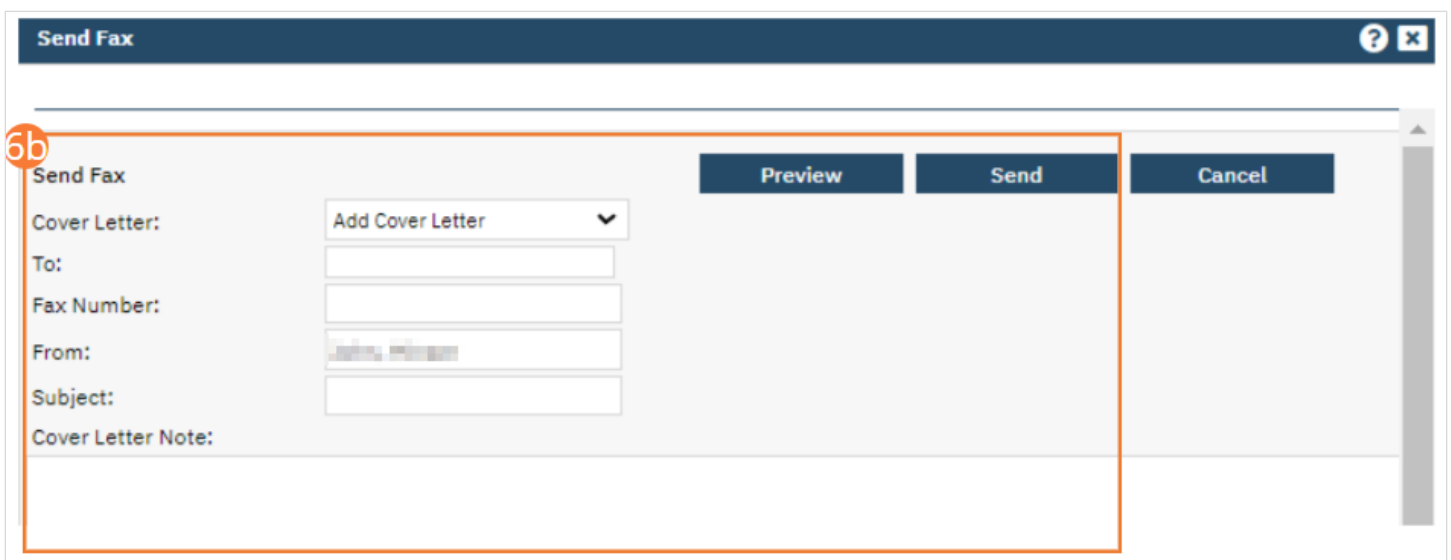 Send Fax
6b
Send Fax Preview Send Cancel
Cover Letter: Add Cover Letter
To:
Fax Number:
From:
Subject:
Cover Letter Note: